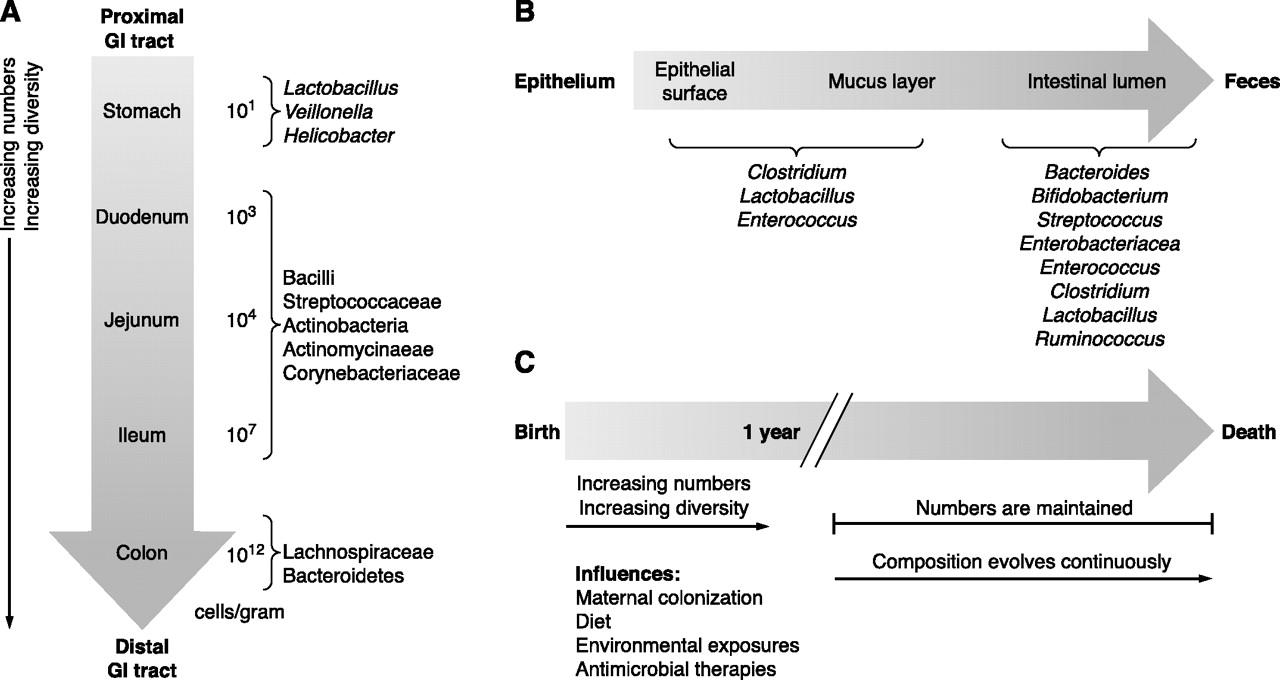 A
Proximal
GI tract
Increasing numbers
Increasing diversity
Stomach
10¹
Lactobacillus
Veillonella
Helicobacter
Duodenum
10³
Jejunum
10⁴
Ileum
10⁷
Bacilli
Streptococcaceae
Actinobacteria
Actinomycinaeae
Corynebacteriaceae
Colon
10¹²
Lachnospiraceae
Bacteroidetes
cells/gram
Distal
GI tract
B
Epithelium
Epithelial
surface
Mucus layer
Intestinal lumen
Feces
Clostridium
Lactobacillus
Enterococcus
Bacteroides
Bifidobacterium
Streptococcus
Enterobacteriacea
Enterococcus
Clostridium
Lactobacillus
Ruminococcus
C
Birth
1 year
Death
Increasing numbers
Increasing diversity
Numbers are maintained
Composition evolves continuously
Influences:
Maternal colonization
Diet
Environmental exposures
Antimicrobial therapies